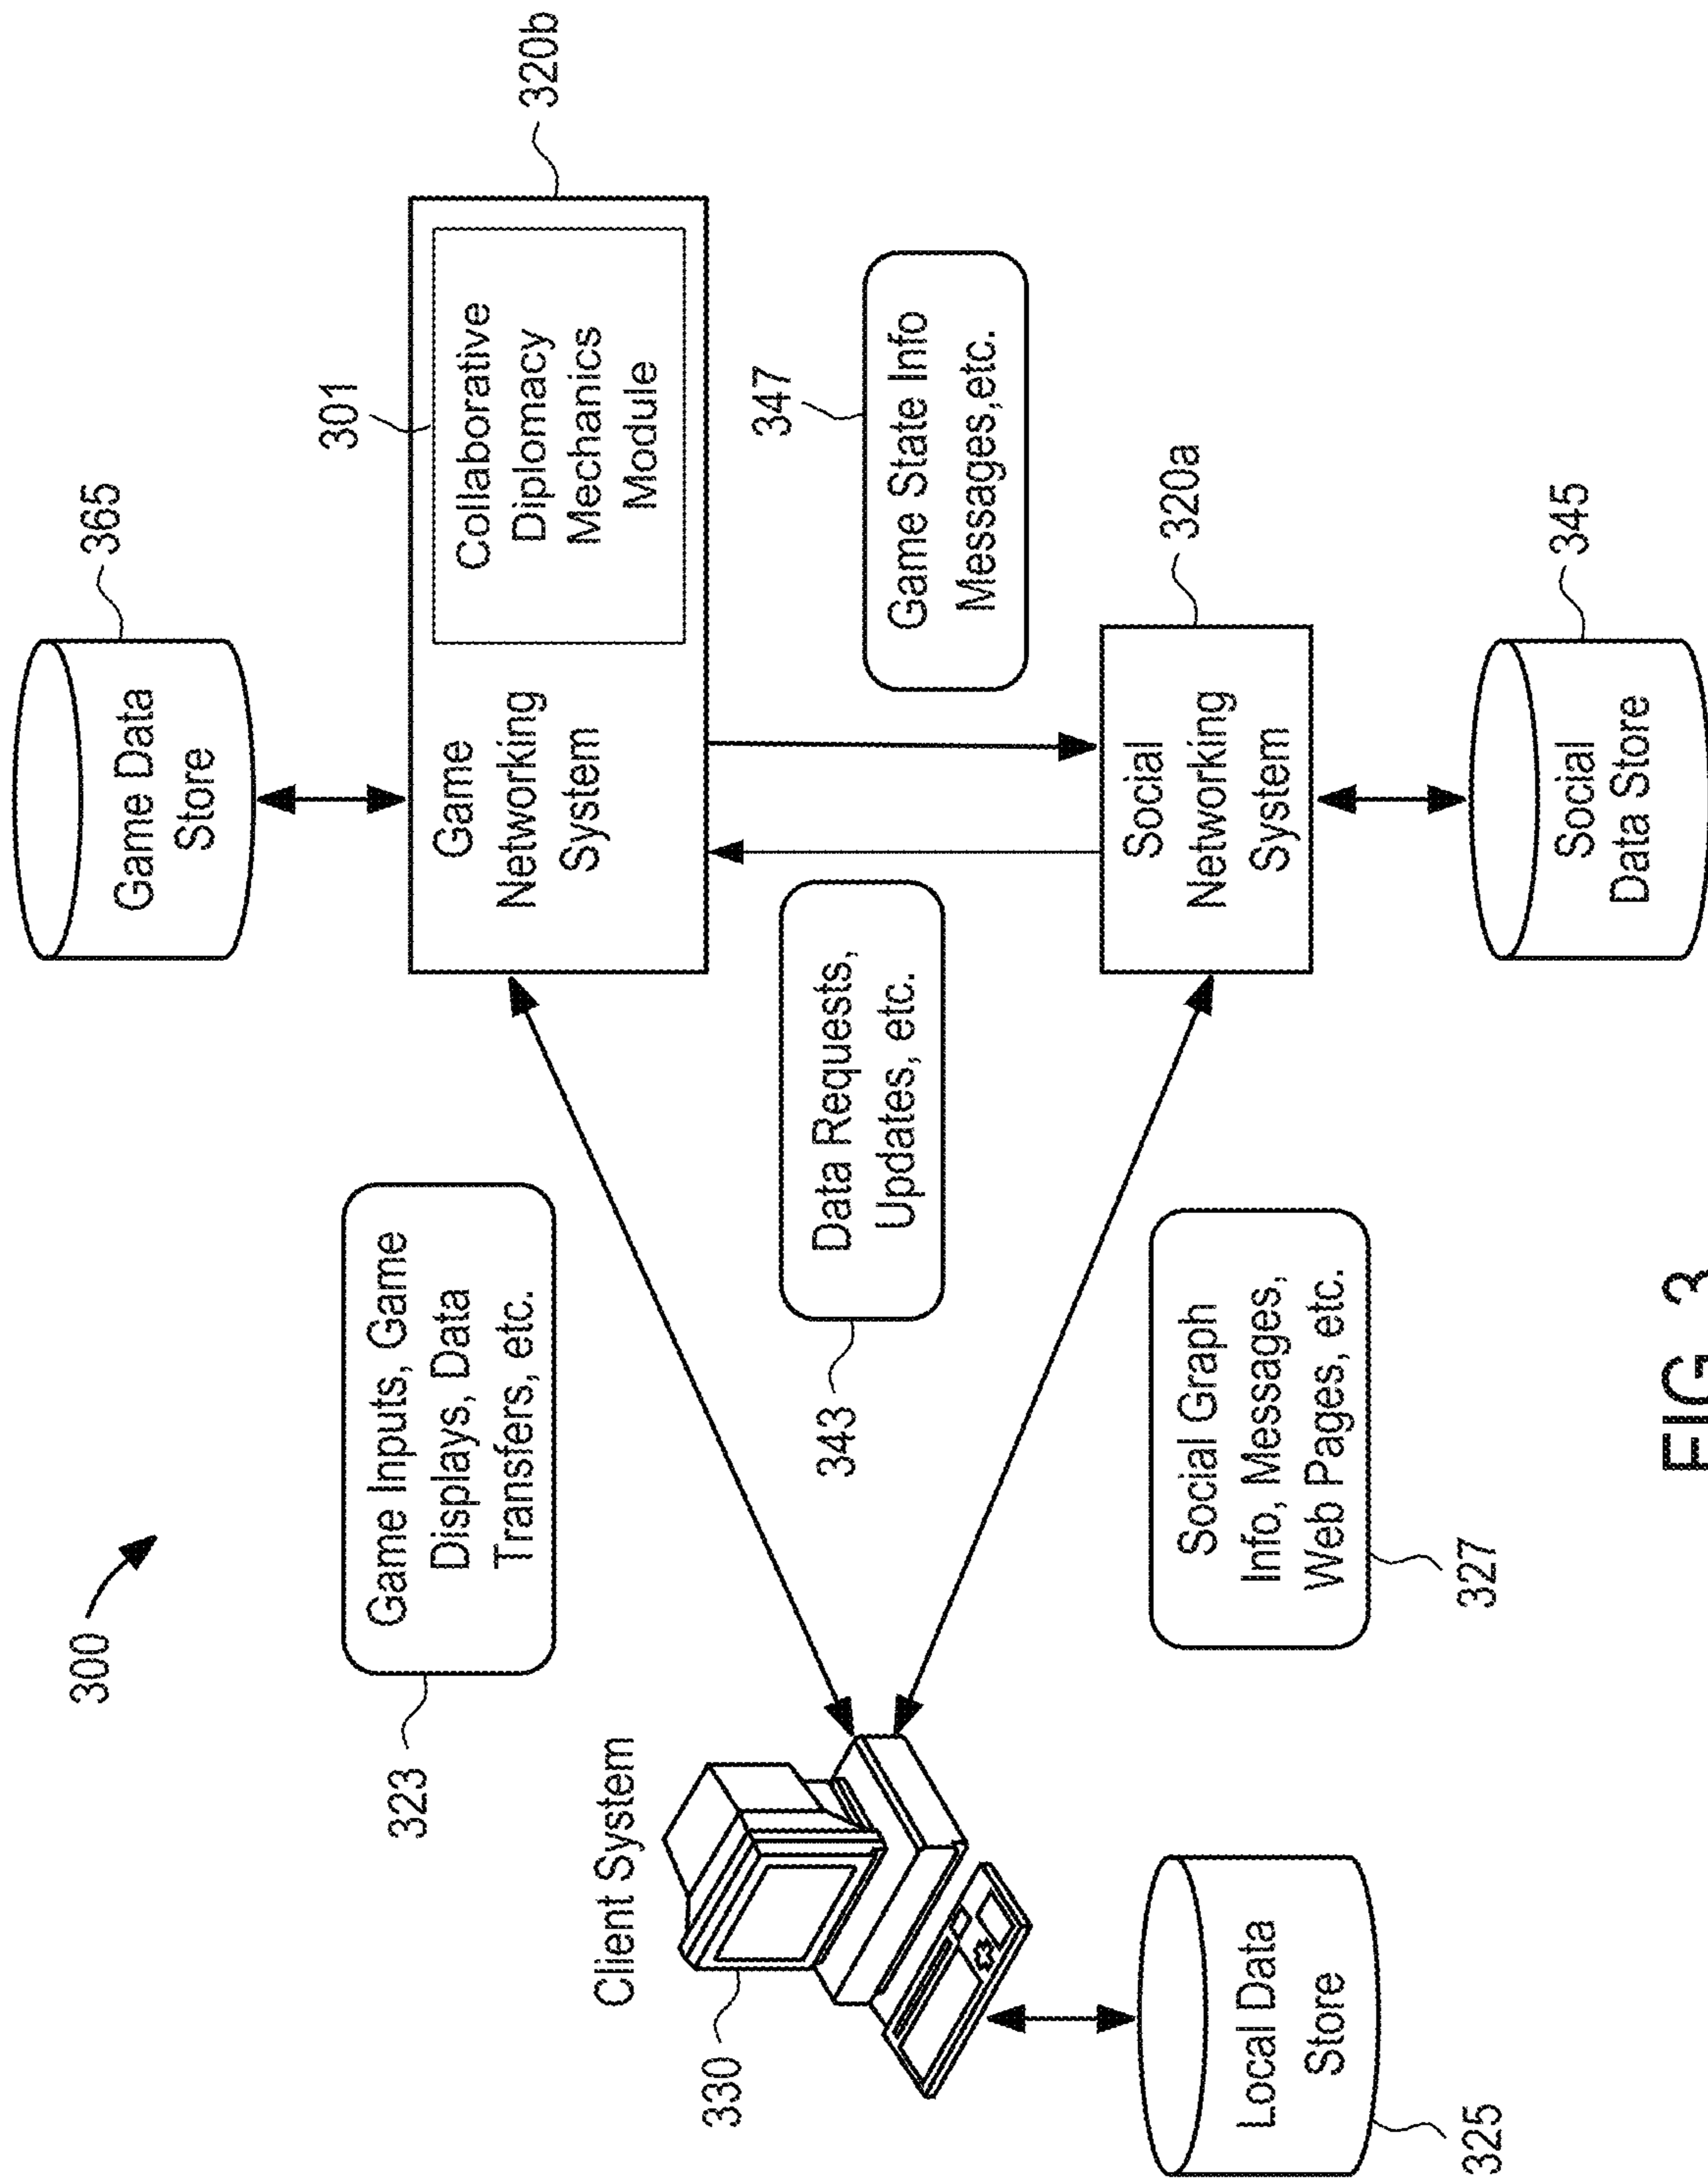 300
365
Game Data
Store
320b
301
Collaborative
Diplomacy
Mechanics
Module
Game
Networking
System
323
Game Inputs, Game
Displays, Data
Transfers, etc.
Client System
330
343
Data Requests,
Updates, etc.
347
Game State Info
Messages,etc.
320a
Social
Networking
System
327
Social Graph
Info, Messages,
Web Pages, etc.
325
Local Data
Store
345
Social
Data Store
FIG. 3